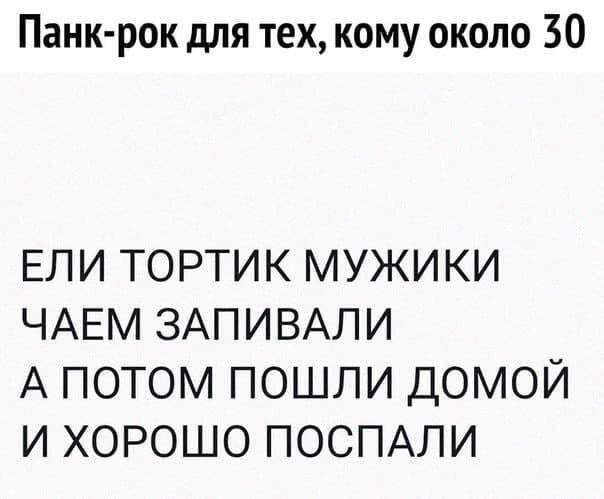 Панк-рок для тех, кому около 30
ЕЛИ ТОРТИК МУЖИКИ
ЧАЕМ ЗАПИВАЛИ
А ПОТОМ ПОШЛИ ДОМОЙ
И ХОРОШО ПОСПАЛИ